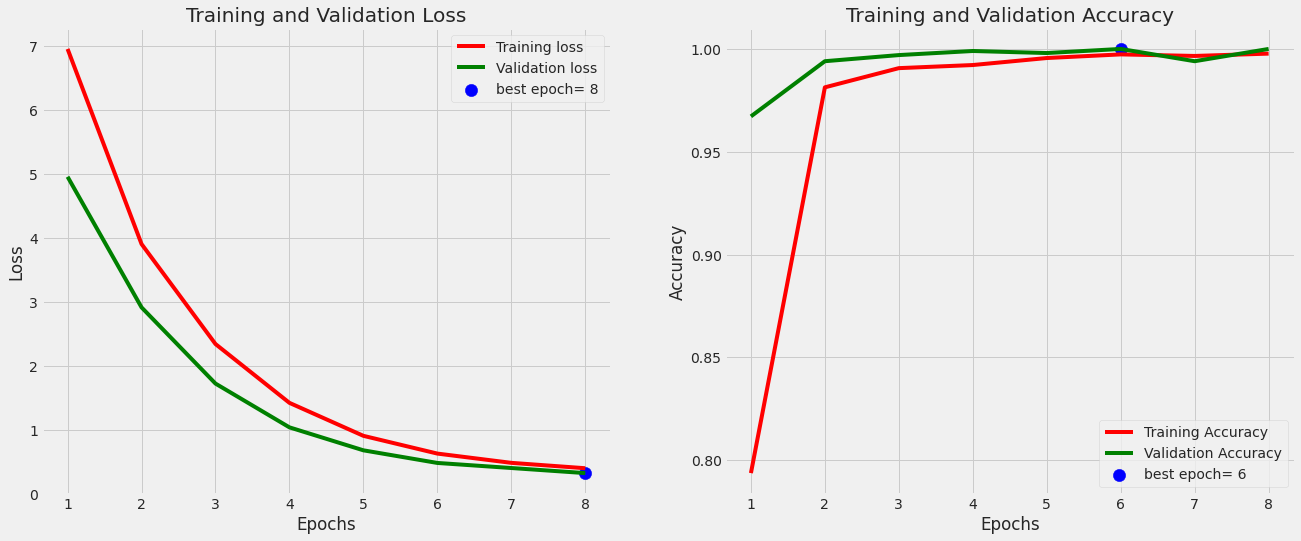 Training and Validation Loss
7
6
5
4
3
2
1
0
Loss
1 2 3 4 5 6 7 8
Epochs
Training loss
Validation loss
best epoch= 8
Training and Validation Accuracy
1.00
0.95
0.90
0.85
0.80
Accuracy
1 2 3 4 5 6 7 8
Epochs
Training Accuracy
Validation Accuracy
best epoch= 6